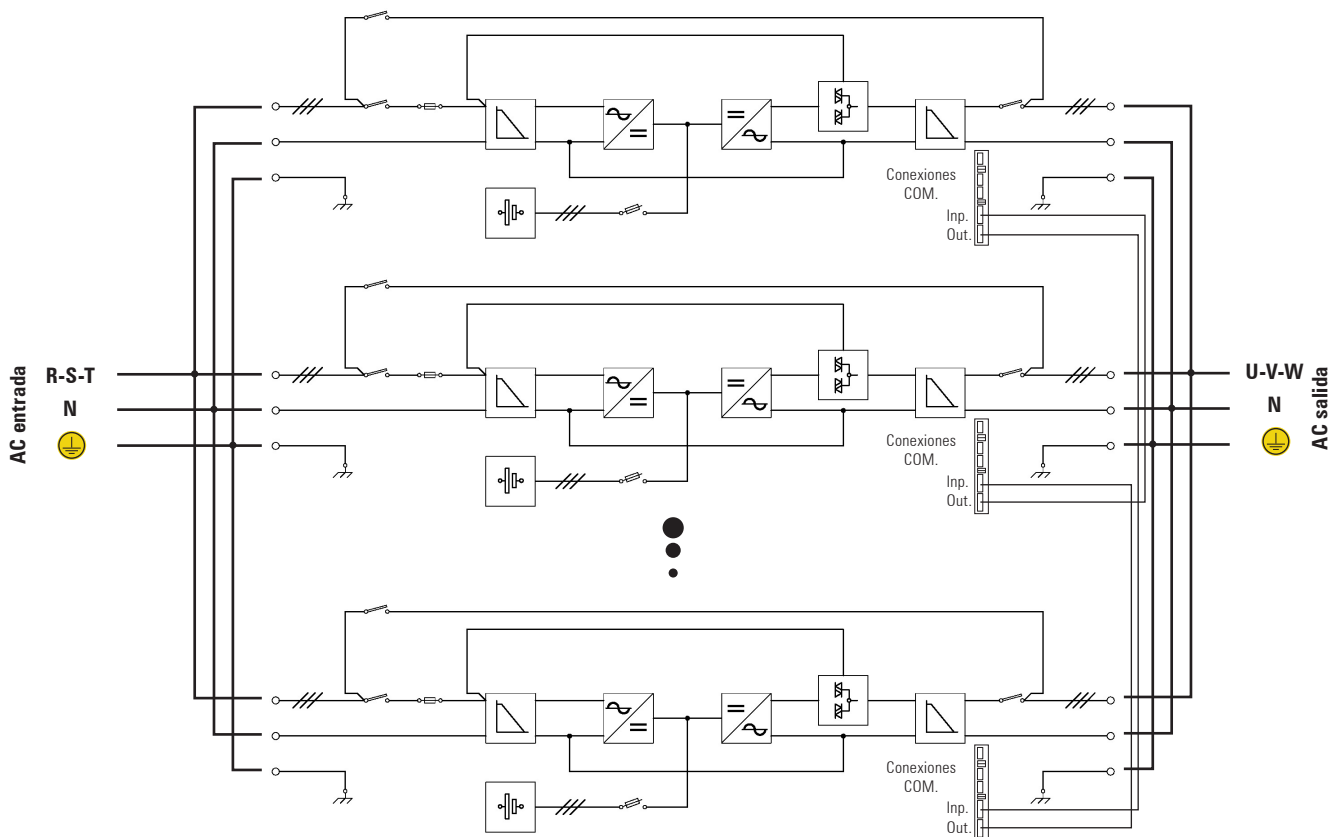 Conexiones
COM.
Inp.
Out.
AC entrada
R-S-T
N
U-V-W
N
AC salida
Conexiones
COM.
Inp.
Out.
Conexiones
COM.
Inp.
Out.